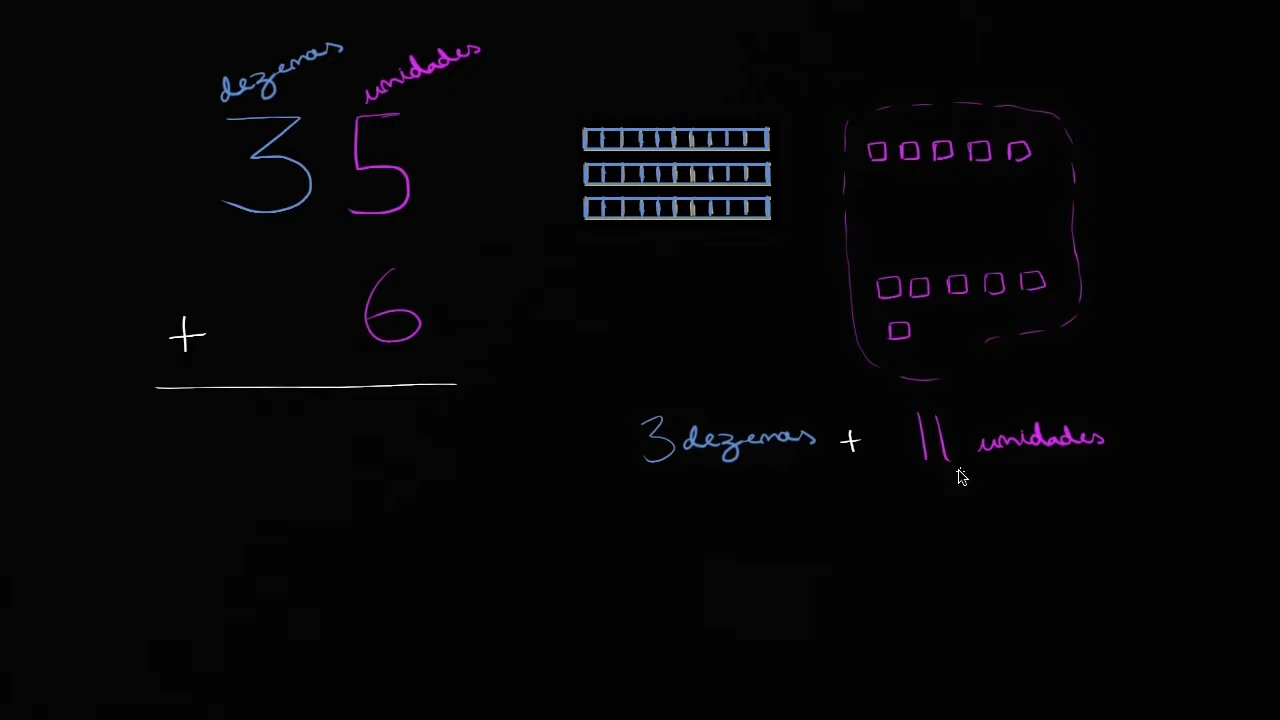 dezenas unidades
35
+ 6
3 dezenas + 11 unidades